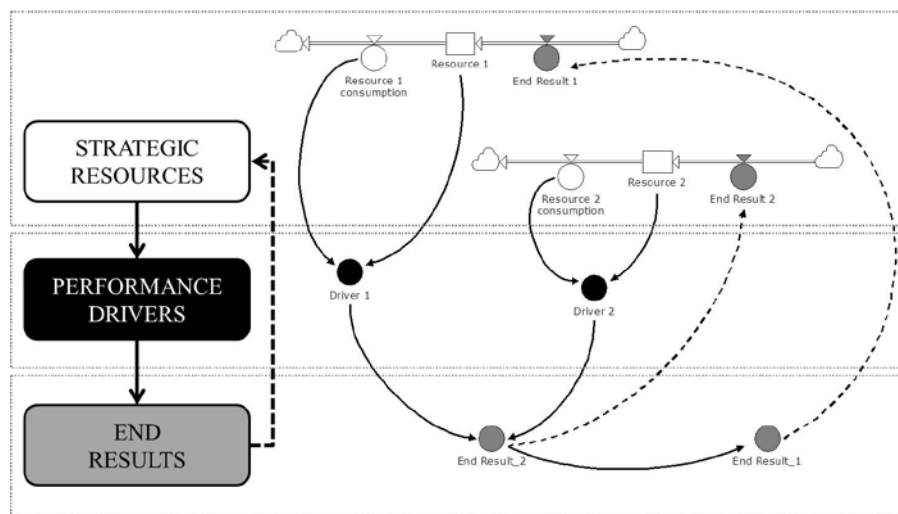 STRATEGIC
RESOURCES
PERFORMANCE
DRIVERS
END
RESULTS
Resource 1
consumption
Resource 1
End Result 1
Resource 2
consumption
Resource 2
End Result 2
Driver 1
Driver 2
End Result_2
End Result_1